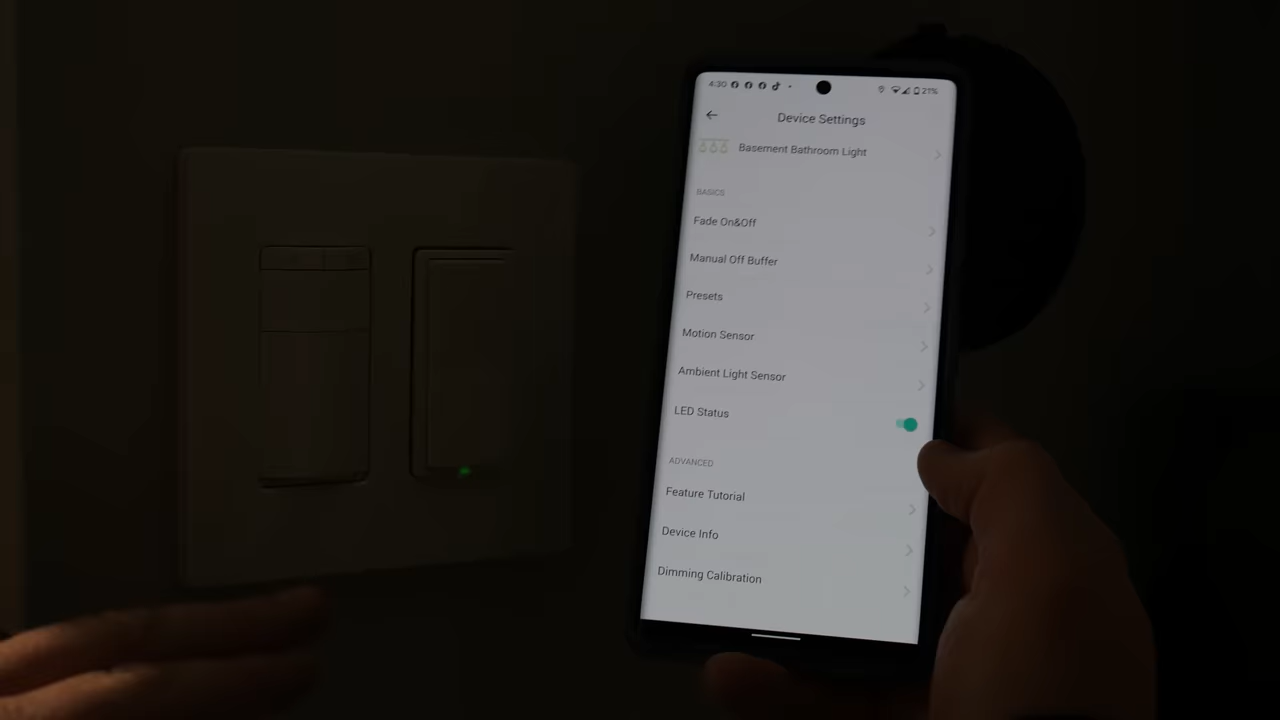 4:30
21%
Device Settings
Basement Bathroom Light
BASICS
Fade On&Off
Manual Off Buffer
Presets
Motion Sensor
Ambient Light Sensor
LED Status
ADVANCED
Feature Tutorial
Device Info
Dimming Calibration